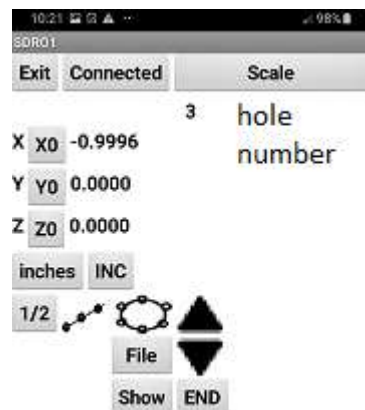 10:21 98%
SDRO1
Exit Connected Scale
3 hole
number
X X0 -0.9996
Y Y0 0.0000
Z Z0 0.0000
inches INC
1/2
File
Show END